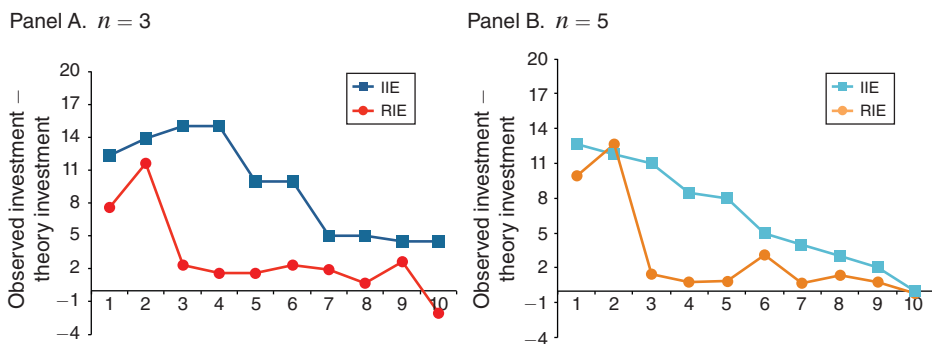 Panel A. n = 3
Observed investment –
theory investment
20
17
14
11
8
5
2
−1
−4
1 2 3 4 5 6 7 8 9 10
IIE
RIE
Panel B. n = 5
Observed investment –
theory investment
20
17
14
11
8
5
2
−1
−4
1 2 3 4 5 6 7 8 9 10
IIE
RIE